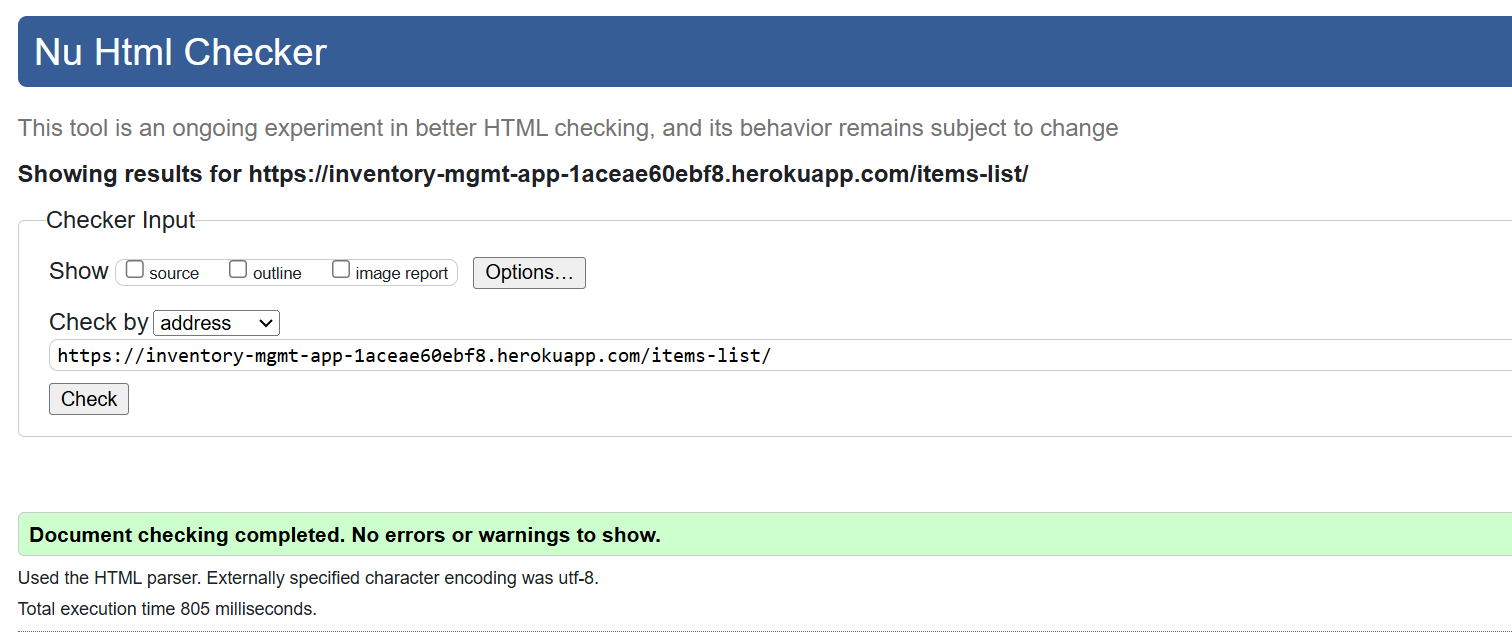 Nu Html Checker
This tool is an ongoing experiment in better HTML checking, and its behavior remains subject to change
Showing results for https://inventory-mgmt-app-1aceae60ebf8.herokuapp.com/items-list/
Checker Input
Show source outline image report Options…
Check by address
https://inventory-mgmt-app-1aceae60ebf8.herokuapp.com/items-list/
Check
Document checking completed. No errors or warnings to show.
Used the HTML parser. Externally specified character encoding was utf-8.
Total execution time 805 milliseconds.